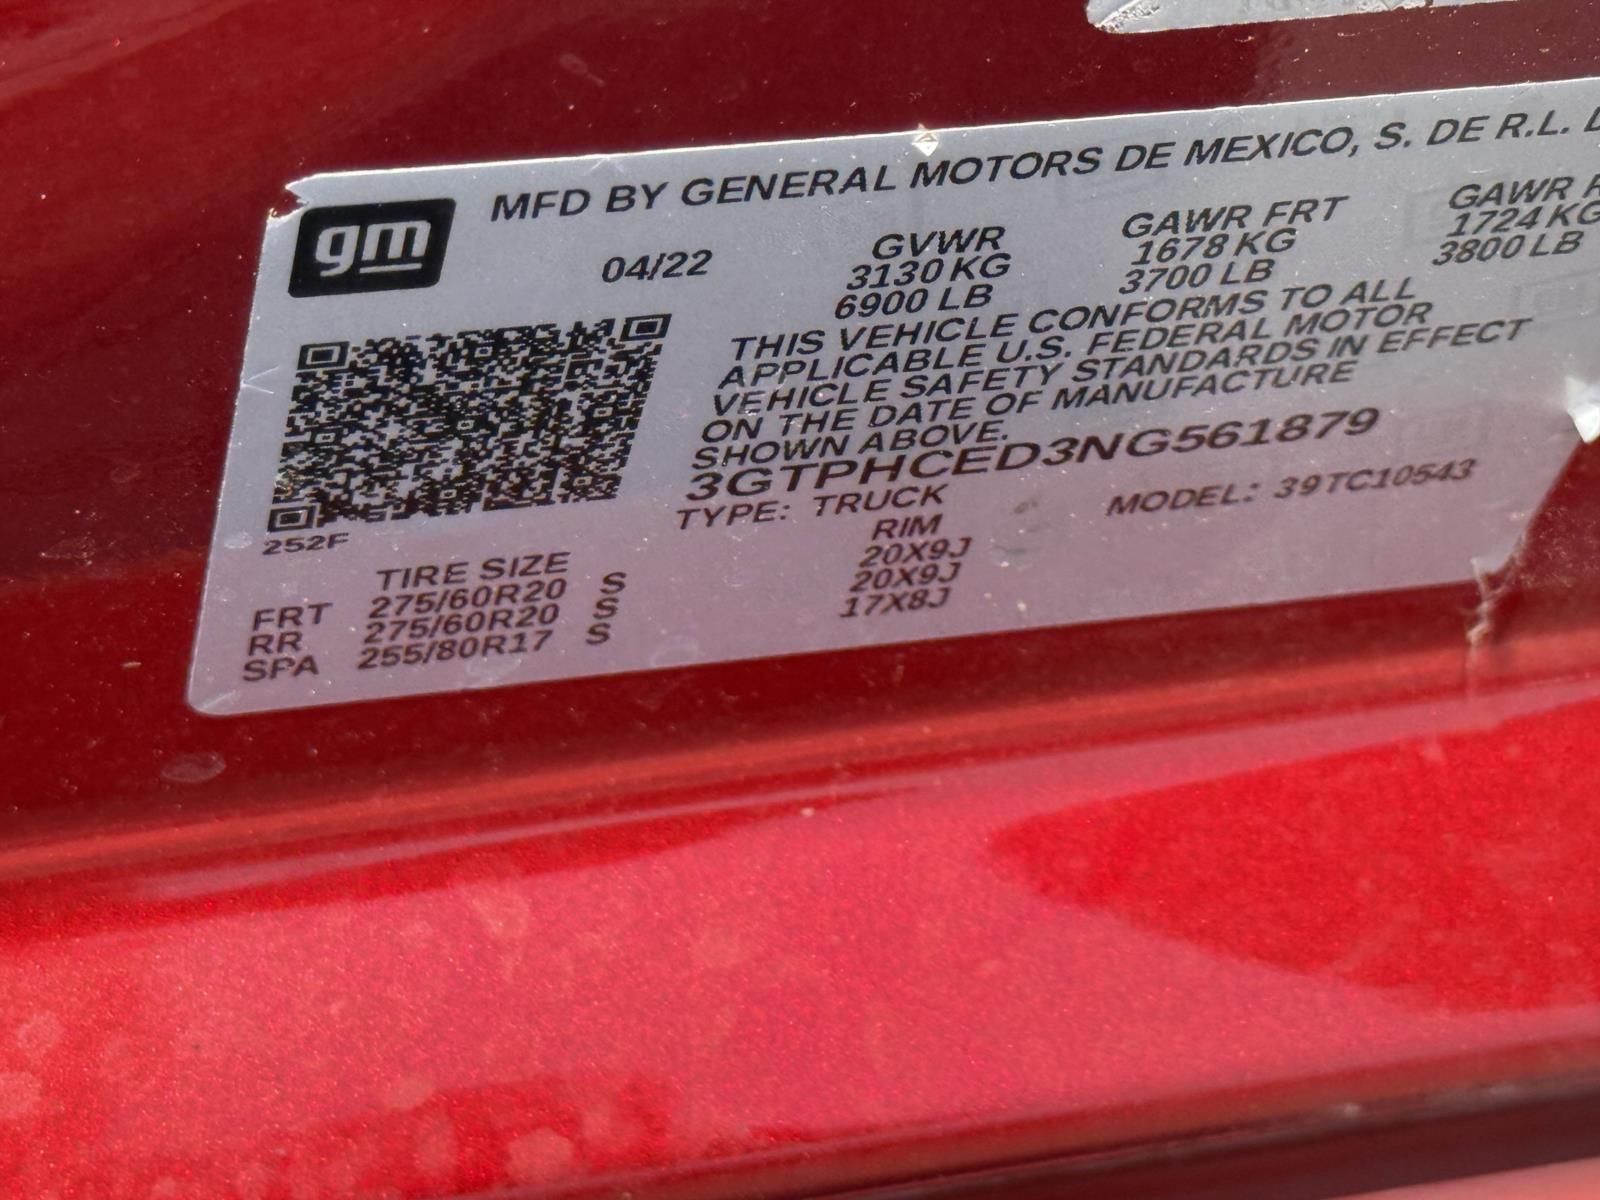 gm
MFD BY GENERAL MOTORS DE MEXICO, S. DE R.L.
04/22
GVWR
3130 KG
6900 LB
GAWR FRT
1678 KG
3700 LB
GAWR
1724 KG
3800 LB
THIS VEHICLE CONFORMS TO ALL
APPLICABLE U.S. FEDERAL MOTOR
VEHICLE SAFETY STANDARDS IN EFFECT
ON THE DATE OF MANUFACTURE
SHOWN ABOVE.
3GTPHCED3NG561879
TYPE: TRUCK
MODEL: 39TC10543
252F
TIRE SIZE
RIM
FRT 275/60R20 S 20X9J
RR 275/60R20 S 20X9J
SPA 255/80R17 S 17X8J